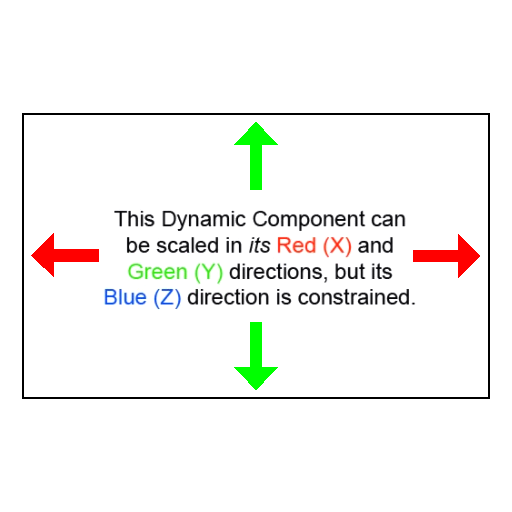 This Dynamic Component can
be scaled in its Red (X) and
Green (Y) directions, but its
Blue (Z) direction is constrained.